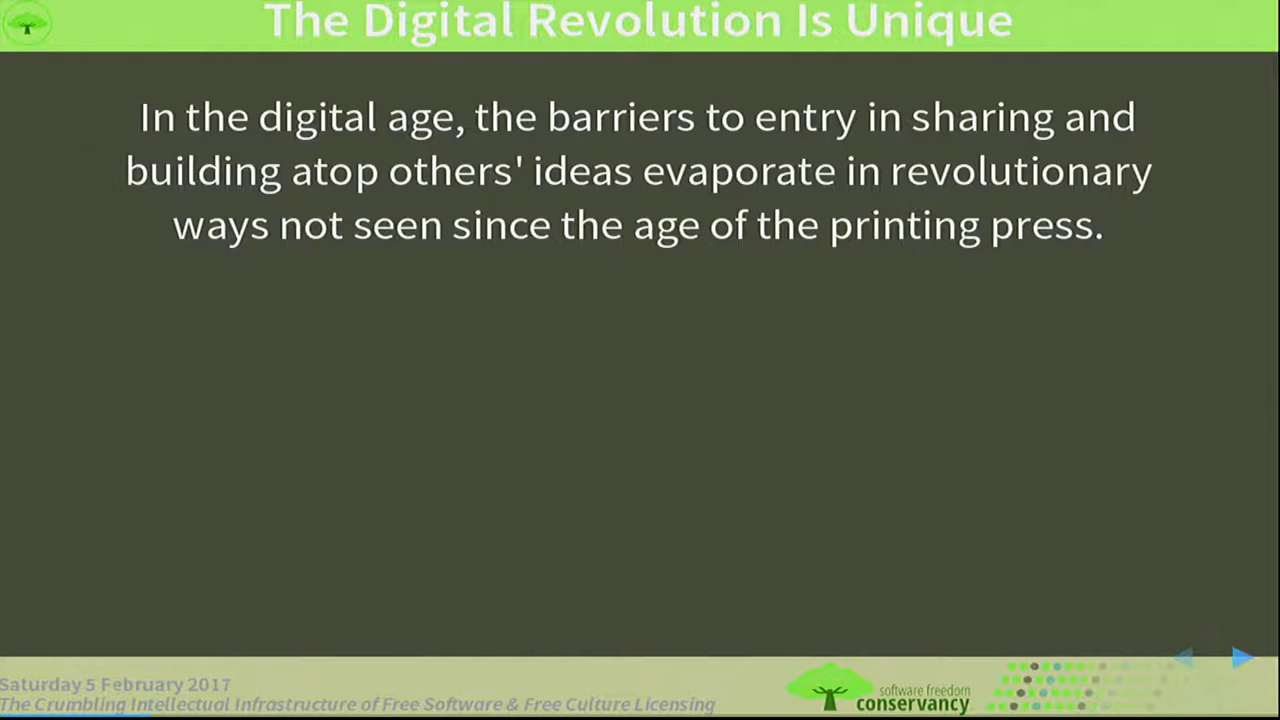 The Digital Revolution Is Unique
In the digital age, the barriers to entry in sharing and
building atop others' ideas evaporate in revolutionary
ways not seen since the age of the printing press.
Saturday 5 February 2017
The Crumbling Intellectual Infrastructure of Free Software & Free Culture Licensing
software freedom
conservancy